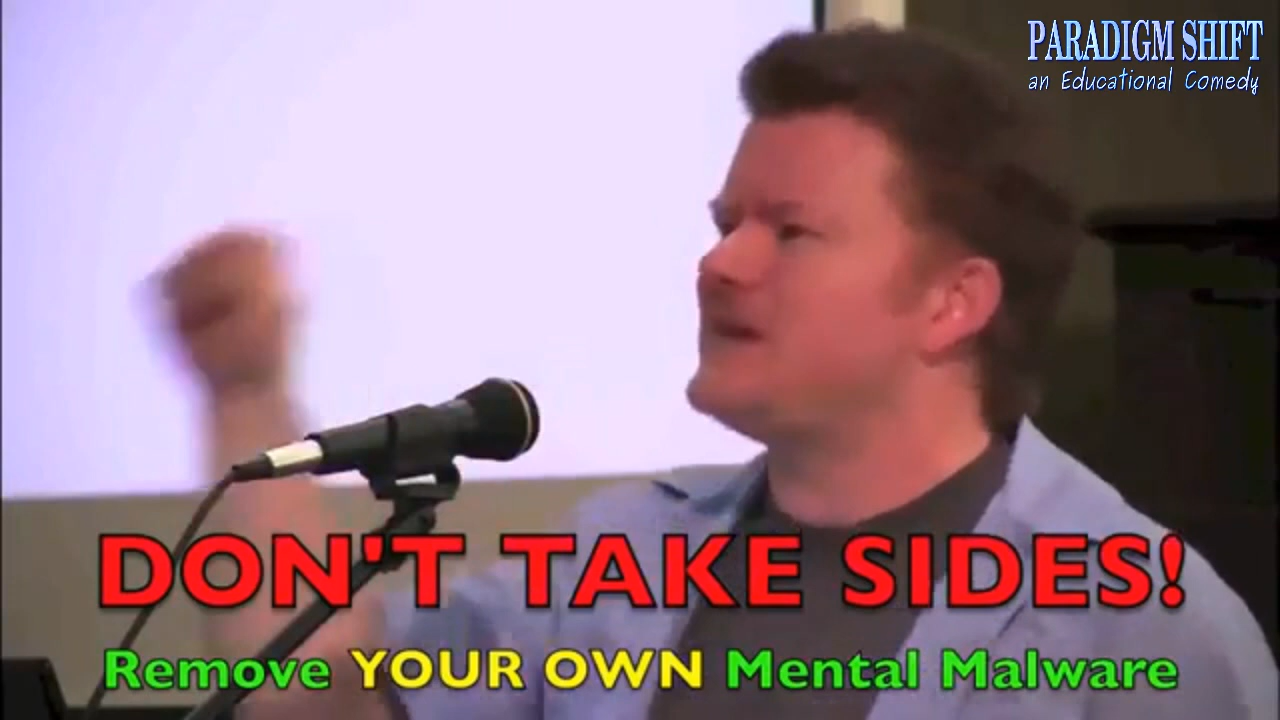 PARADIGM SHIFT
an Educational Comedy
DON'T TAKE SIDES!
Remove YOUR OWN Mental Malware